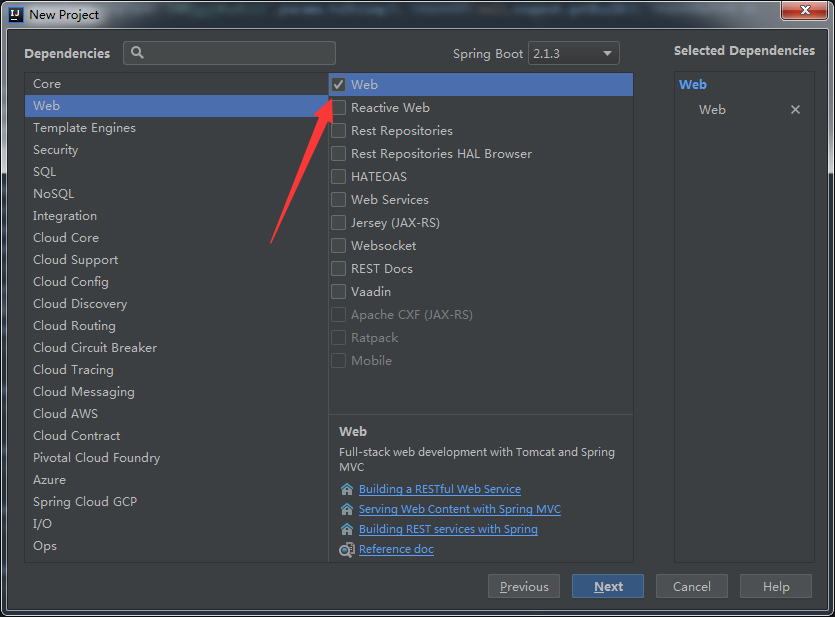 New Project
Dependencies
Spring Boot 2.1.3
Selected Dependencies
Core
Web
Template Engines
Security
SQL
NoSQL
Integration
Cloud Core
Cloud Support
Cloud Config
Cloud Discovery
Cloud Routing
Cloud Circuit Breaker
Cloud Tracing
Cloud Messaging
Cloud AWS
Cloud Contract
Pivotal Cloud Foundry
Azure
Spring Cloud GCP
I/O
Ops
Web
Reactive Web
Rest Repositories
Rest Repositories HAL Browser
HATEOAS
Web Services
Jersey (JAX-RS)
Websocket
REST Docs
Vaadin
Apache CXF (JAX-RS)
Ratpack
Mobile
Web
Full-stack web development with Tomcat and Spring
MVC
Building a RESTful Web Service
Serving Web Content with Spring MVC
Building REST services with Spring
Reference doc
Web
Web
Previous
Next
Cancel
Help